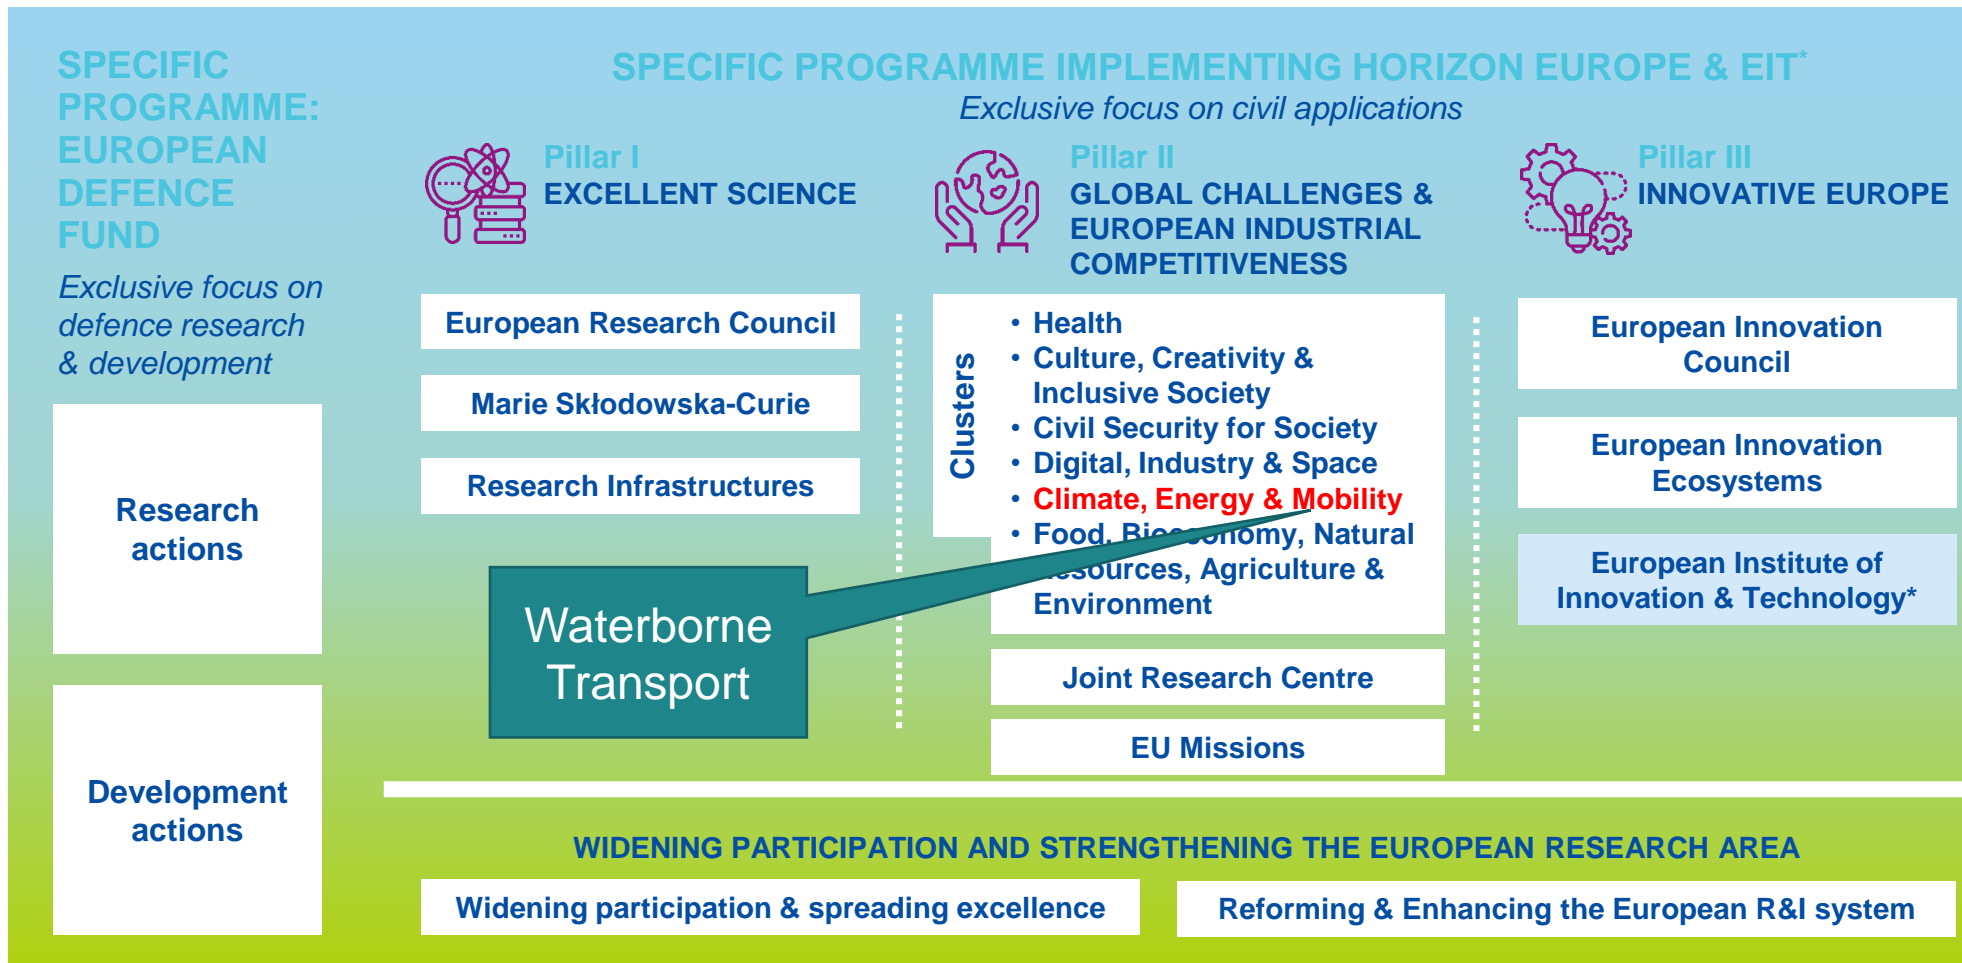 SPECIFIC
PROGRAMME:
EUROPEAN
DEFENCE
FUND
Exclusive focus on
defence research
& development
Research
actions
Development
actions
SPECIFIC PROGRAMME IMPLEMENTING HORIZON EUROPE & EIT*
Exclusive focus on civil applications
Pillar I
EXCELLENT SCIENCE
European Research Council
Marie Skłodowska-Curie
Research Infrastructures
Waterborne
Transport
Pillar II
GLOBAL CHALLENGES &
EUROPEAN INDUSTRIAL
COMPETITIVENESS
Clusters
• Health
• Culture, Creativity &
Inclusive Society
• Civil Security for Society
• Digital, Industry & Space
• Climate, Energy & Mobility
• Food, Bioeconomy, Natural
Resources, Agriculture &
Environment
Joint Research Centre
EU Missions
Pillar III
INNOVATIVE EUROPE
European Innovation
Council
European Innovation
Ecosystems
European Institute of
Innovation & Technology*
WIDENING PARTICIPATION AND STRENGTHENING THE EUROPEAN RESEARCH AREA
Widening participation & spreading excellence
Reforming & Enhancing the European R&I system